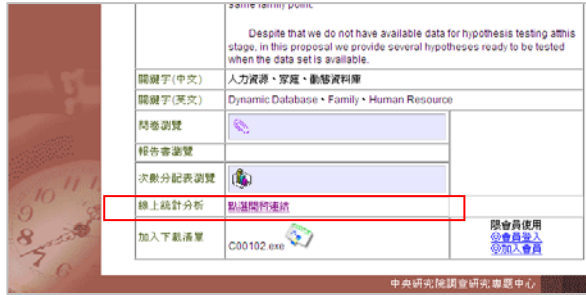 same family point.
Despite that we do not have available data for hypothesis testing atthis
stage, in this proposal we provide several hypotheses ready to be tested
when the data set is available.
關鍵字(中文) 人力資源、家庭、動態資料庫
關鍵字(英文) Dynamic Database、Family、Human Resource
問卷瀏覽
報告書瀏覽
次數分配表瀏覽
線上統計分析 點選開啟連結
加入下載清單 C00102.exe
限會員使用
◎會員登入
◎加入會員
中央研究院調查研究專題中心